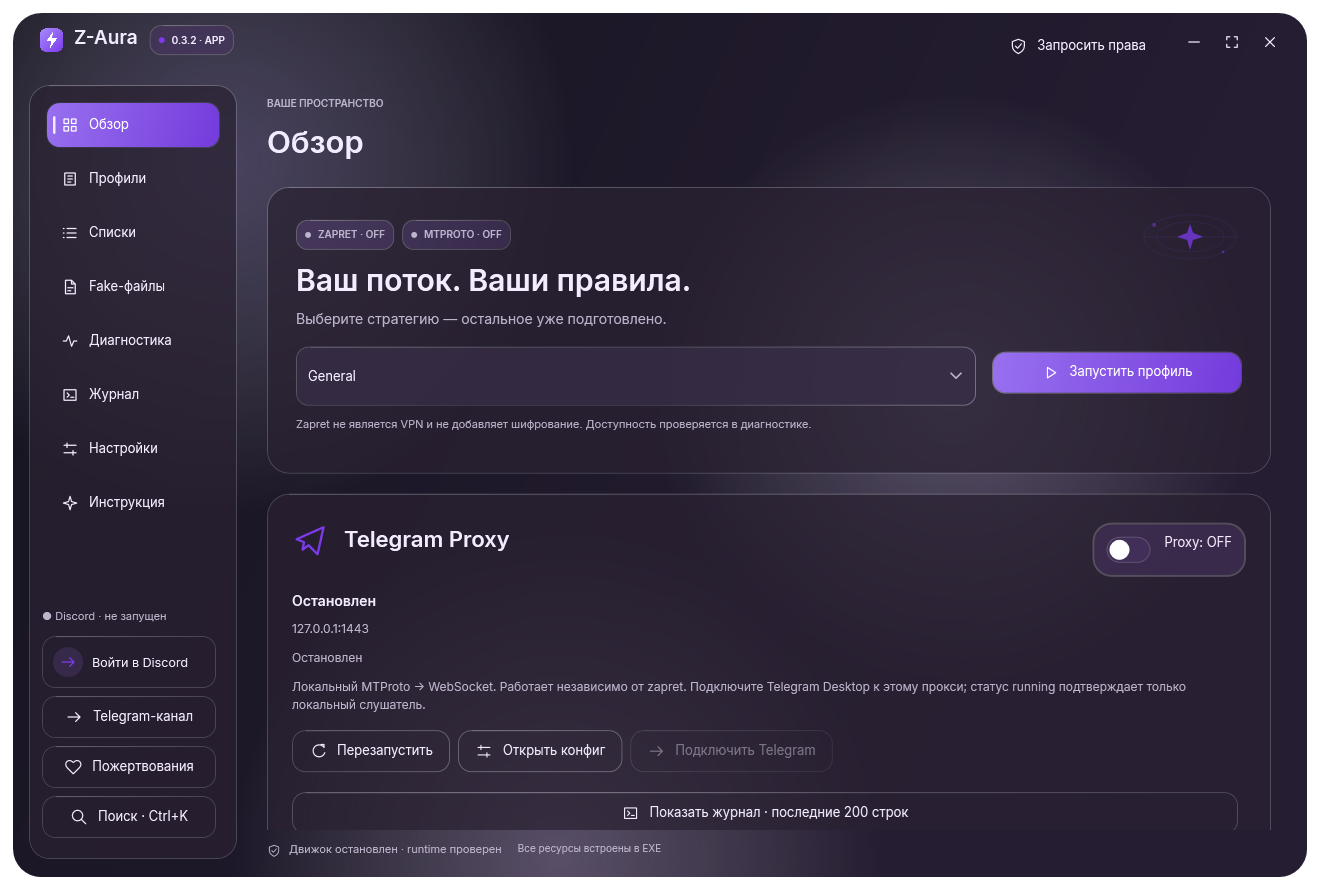 Z-Aura
0.3.2 · APP
Запросить права
Обзор
Профили
Списки
Fake-файлы
Диагностика
Журнал
Настройки
Инструкция
Discord · не запущен
Войти в Discord
Telegram-канал
Пожертвования
Поиск · Ctrl+K
ВАШЕ ПРОСТРАНСТВО
Обзор
ZAPRET · OFF
MTPROTO · OFF
Ваш поток. Ваши правила.
Выберите стратегию — остальное уже подготовлено.
General
Запустить профиль
Zapret не является VPN и не добавляет шифрование. Доступность проверяется в диагностике.
Telegram Proxy
Proxy: OFF
Остановлен
127.0.0.1:1443
Остановлен
Локальный MTProto → WebSocket. Работает независимо от zapret. Подключите Telegram Desktop к этому прокси; статус running подтверждает только
локальный слушатель.
Перезапустить
Открыть конфиг
Подключить Telegram
Показать журнал · последние 200 строк
Движок остановлен · runtime проверен
Все ресурсы встроены в EXE